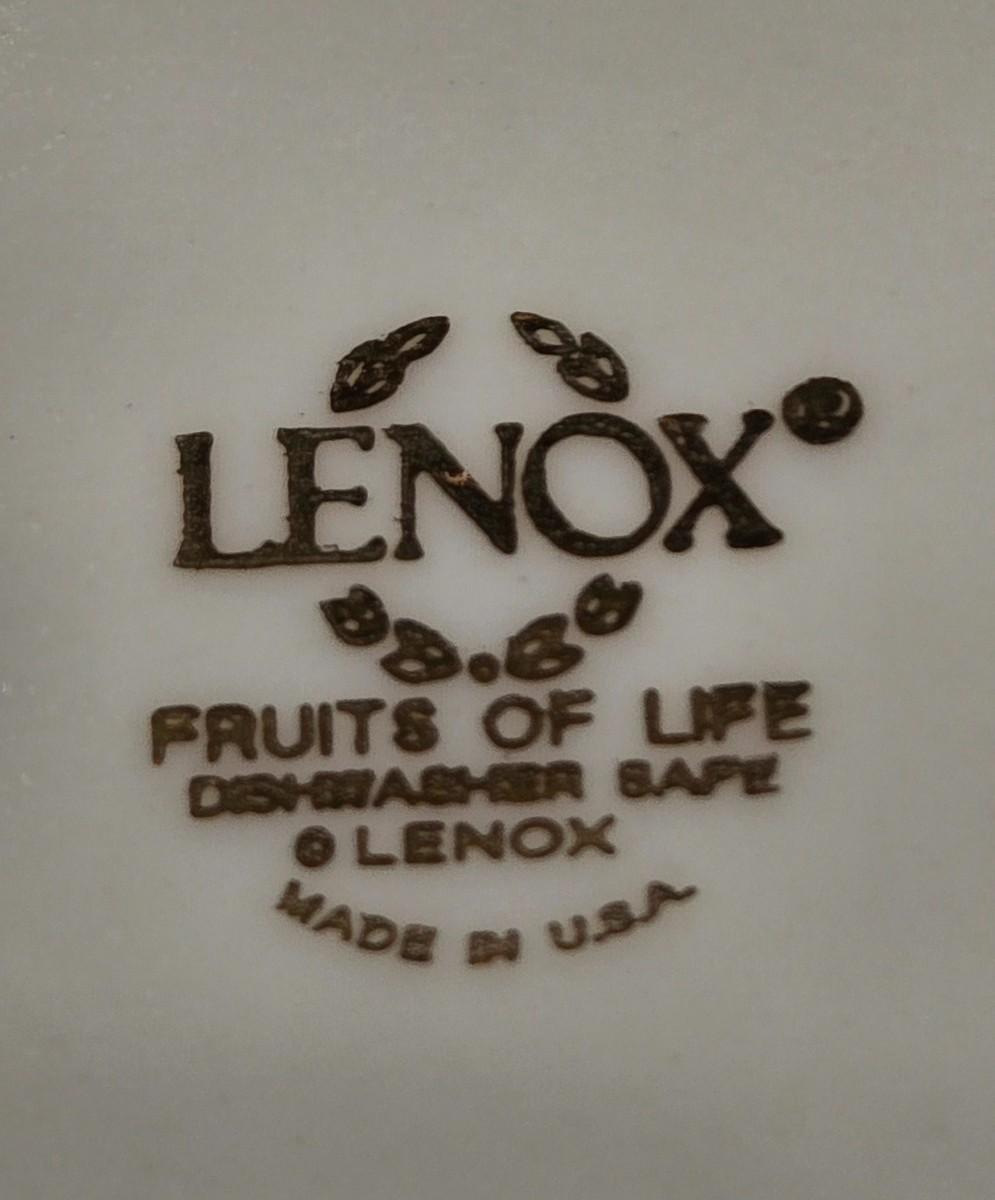 LENOX®
FRUITS OF LIFE
DISHWASHER SAFE
© LENOX
MADE IN U.S.A.